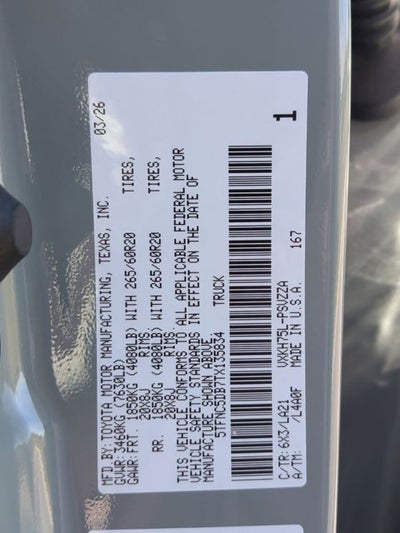 MFD.BY:TOYOTA MOTOR MANUFACTURING, TEXAS, INC. 03/26
GVWR: 3460KG (7630LB)
GAWR: FRT. 1850KG (4080LB) WITH 265/60R20 TIRES,
20X8J RIMS,
RR. 1850KG (4080LB) WITH 265/60R20 TIRES,
20X8J RIMS.
THIS VEHICLE CONFORMS TO ALL APPLICABLE FEDERAL MOTOR
VEHICLE SAFETY STANDARDS IN EFFECT ON THE DATE OF
MANUFACTURE SHOWN ABOVE.
5TFNC5DB7TX135834 TRUCK
C/TR: 6X3/LA21 VXKH75L-PSVZZA
A/TM: /L4A0F MADE IN U.S.A. 167
1